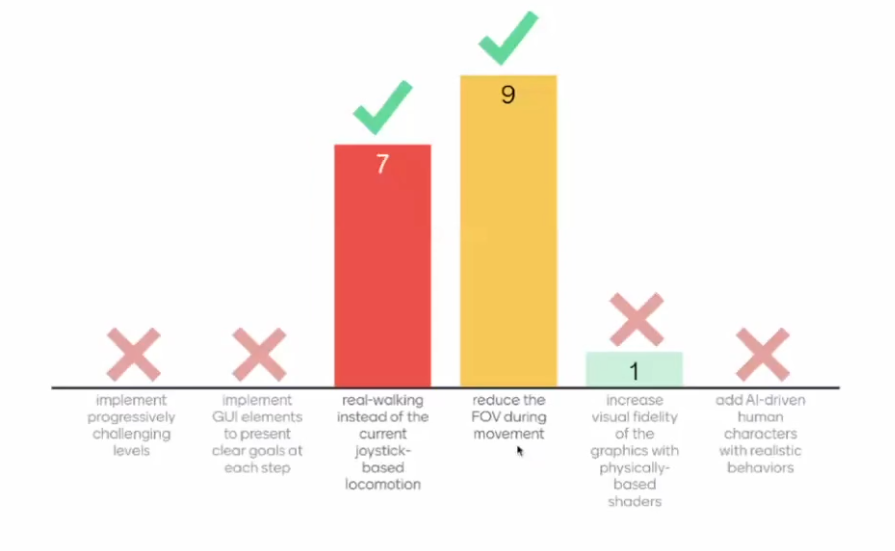 9
7
1
implement
progressively
challenging
levels
implement
GUI elements
to present
clear goals at
each step
real-walking
instead of the
current
joystick-
based
locomotion
reduce the
FOV during
movement
increase
visual fidelity
of the
graphics with
physically-
based
shaders
add AI-driven
human
characters
with realistic
behaviors